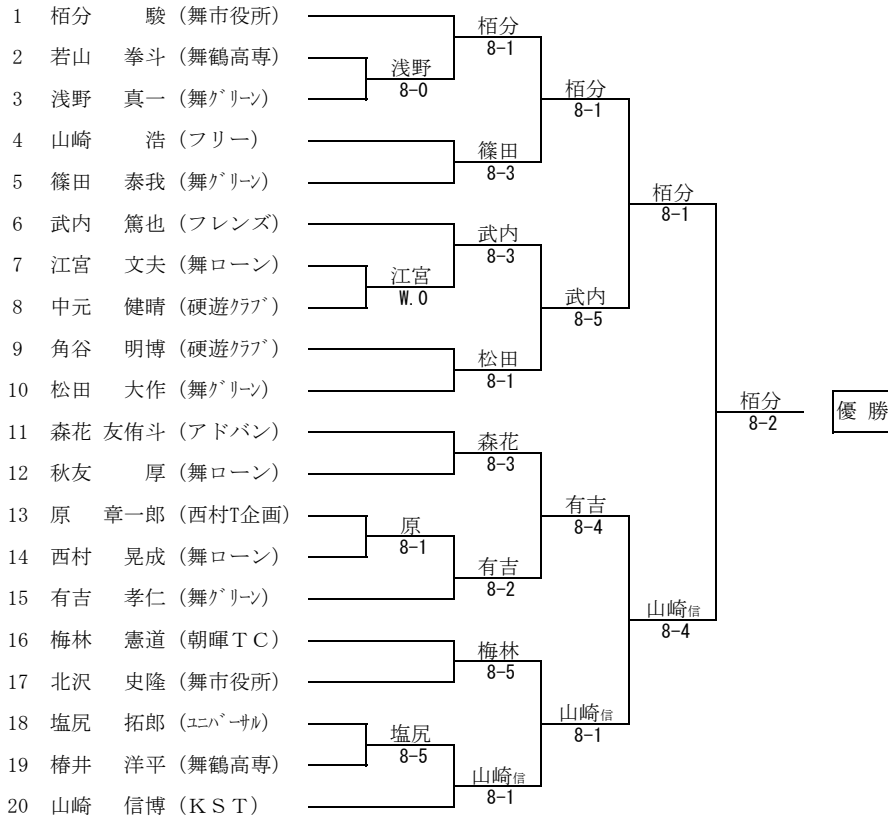 1 栢分 駿 (舞市役所)
栢分
8-1
2 若山 拳斗 (舞鶴高専)
浅野
8-0
3 浅野 真一 (舞ｸﾞﾘｰﾝ)
栢分
8-1
4 山崎 浩 (フリー)
篠田
8-3
5 篠田 泰我 (舞ｸﾞﾘｰﾝ)
栢分
8-1
6 武内 篤也 (フレンズ)
武内
8-3
7 江宮 文夫 (舞ローン)
江宮
W.0
8 中元 健晴 (硬遊ｸﾗﾌﾞ)
武内
8-5
9 角谷 明博 (硬遊ｸﾗﾌﾞ)
松田
8-1
10 松田 大作 (舞ｸﾞﾘｰﾝ)
栢分
8-2
優 勝
11 森花 友侑斗 (アドバン)
森花
8-3
12 秋友 厚 (舞ローン)
有吉
8-4
13 原 章一郎 (西村T企画)
原
8-1
14 西村 晃成 (舞ローン)
有吉
8-2
15 有吉 孝仁 (舞ｸﾞﾘｰﾝ)
山崎信
8-4
16 梅林 憲道 (朝暉ＴＣ)
梅林
8-5
17 北沢 史隆 (舞市役所)
山崎信
8-1
18 塩尻 拓郎 (ﾕﾆﾊﾞｰｻﾙ)
塩尻
8-5
19 椿井 洋平 (舞鶴高専)
山崎信
8-1
20 山崎 信博 (ＫＳＴ)